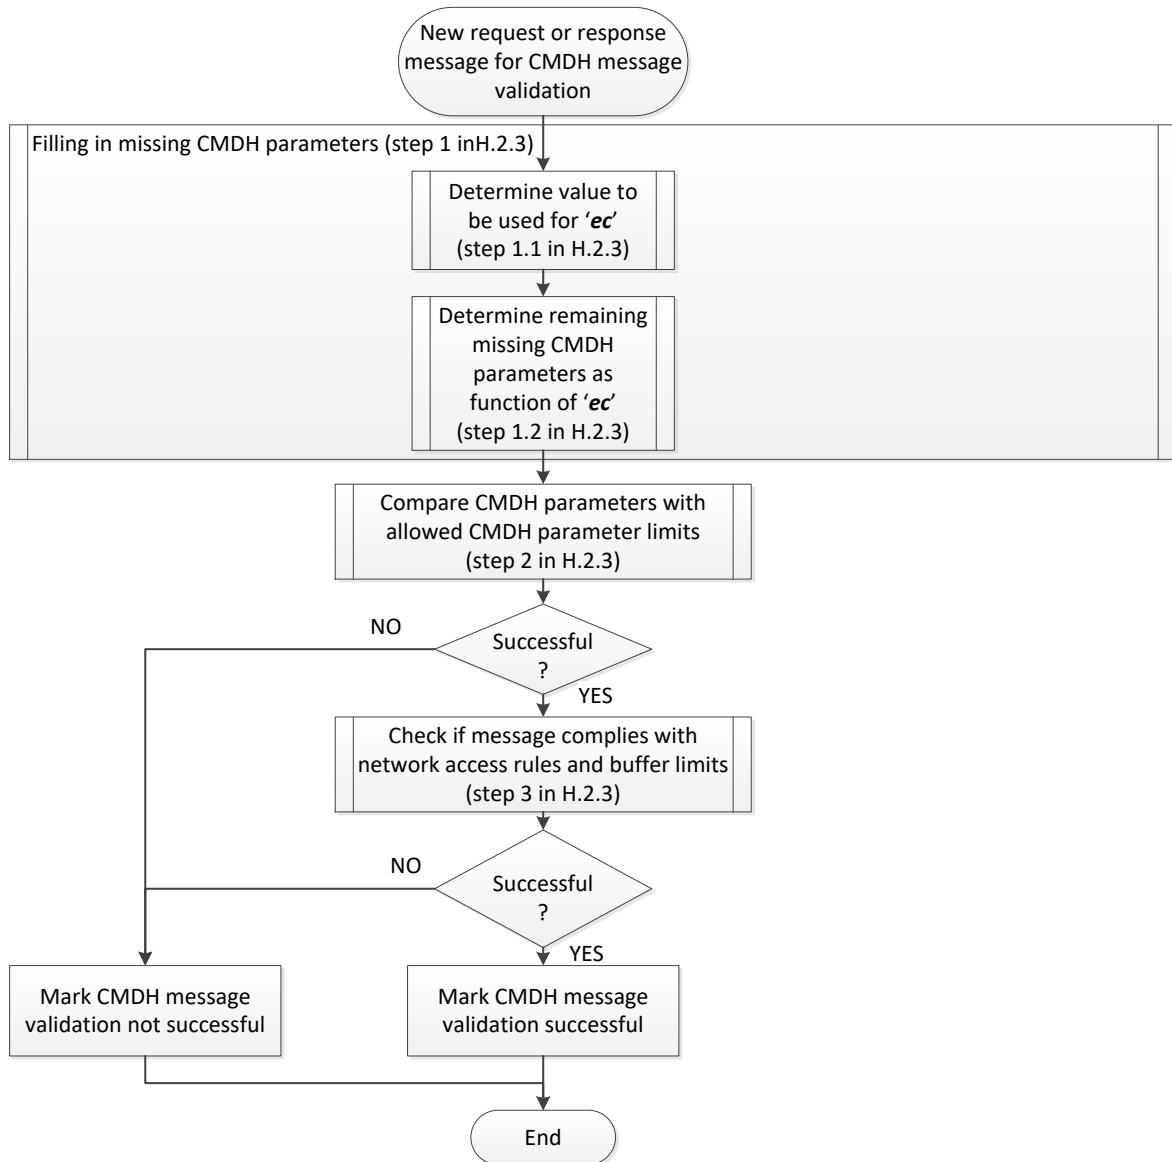 New request or response
message for CMDH message
validation
Filling in missing CMDH parameters (step 1 inH.2.3)
Determine value to
be used for ‘ec’
(step 1.1 in H.2.3)
Determine remaining
missing CMDH
parameters as
function of ‘ec’
(step 1.2 in H.2.3)
Compare CMDH parameters with
allowed CMDH parameter limits
(step 2 in H.2.3)
NO
Successful
?
YES
Check if message complies with
network access rules and buffer limits
(step 3 in H.2.3)
NO
Successful
?
YES
Mark CMDH message
validation not successful
Mark CMDH message
validation successful
End